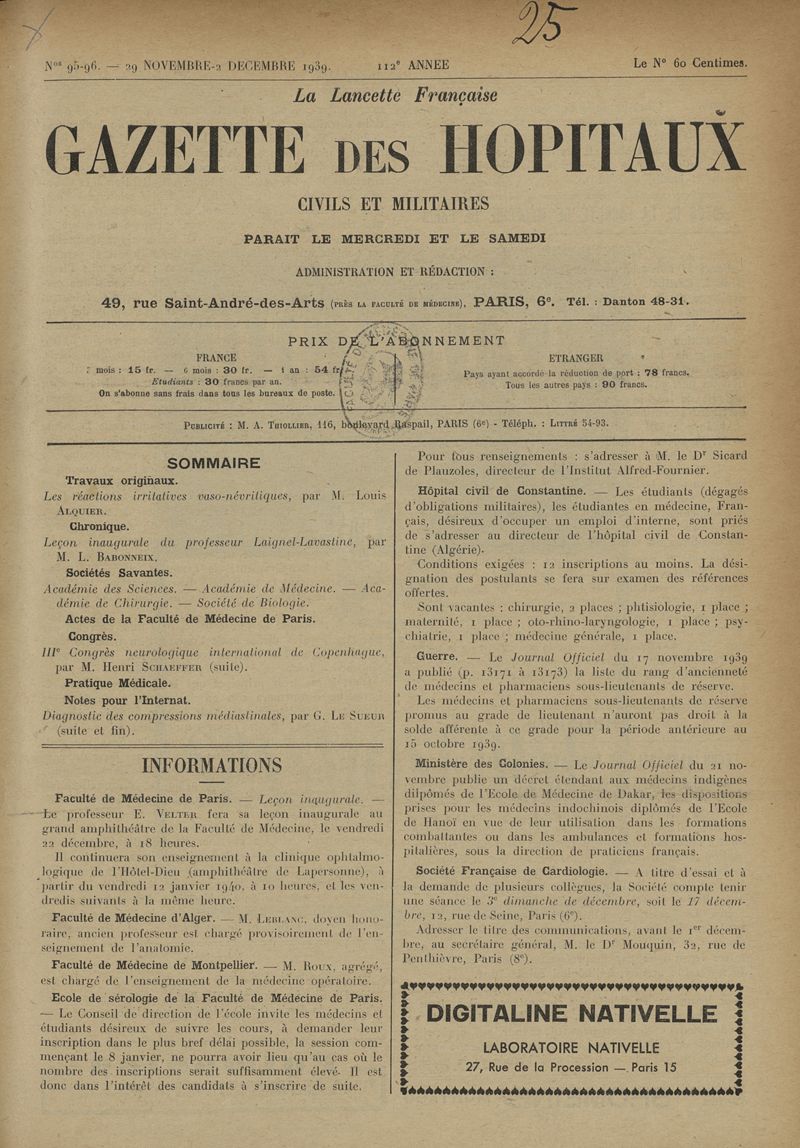 25
Nos 95-96. — 29 NOVEMBRE-2 DECEMBRE 1939. 112e ANNEE Le N° 60 Centimes.
La Lancette Française
GAZETTE DES HOPITAUX
CIVILS ET MILITAIRES
PARAIT LE MERCREDI ET LE SAMEDI
ADMINISTRATION ET RÉDACTION :
49, rue Saint-André-des-Arts (PRÈS LA FACULTÉ DE MÉDECINE), PARIS, 6e. Tél. : Danton 48-31.
PRIX DE L'ABONNEMENT
FRANCE
mois : 15 fr. — 6 mois : 30 fr. — 1 an : 54 fr.
Etudiants : 30 francs par an.
On s'abonne sans frais dans tous les bureaux de poste.
ETRANGER
Pays ayant accordé la réduction de port : 78 francs.
Tous les autres pays : 90 francs.
PUBLICITÉ : M. A. THIOLLIER, 116, boulevard Raspail, PARIS (6e) - Téléph. : LITTRÉ 54-93.
SOMMAIRE
Travaux originaux.
Les réactions irritatives vaso-névritiques, par M. Louis
ALQUIER.
Chronique.
Leçon inaugurale du professeur Laignel-Lavastine, par
M. L. BABONNEIX.
Sociétés Savantes.
Académie des Sciences. — Académie de Médecine. — Aca-
démie de Chirurgie. — Société de Biologie.
Actes de la Faculté de Médecine de Paris.
Congrès.
IIIe Congrès neurologique international de Copenhague,
par M. Henri SCHAEFFER (suite).
Pratique Médicale.
Notes pour l'Internat.
Diagnostic des compressions médiastinales, par G. LE SUEUR
(suite et fin).
INFORMATIONS
Faculté de Médecine de Paris. — Leçon inaugurale. —
Le professeur E. VELTER fera sa leçon inaugurale au
grand amphithéâtre de la Faculté de Médecine, le vendredi
22 décembre, à 18 heures.
Il continuera son enseignement à la clinique ophtalmo-
logique de l'Hôtel-Dieu (amphithéâtre de Lapersonne), à
partir du vendredi 12 janvier 1940, à 10 heures, et les ven-
dredis suivants à la même heure.
Faculté de Médecine d'Alger. — M. LEBLANC, doyen hono-
raire, ancien professeur est chargé provisoirement de l'en-
seignement de l'anatomie.
Faculté de Médecine de Montpellier. — M. ROUX, agrégé,
est chargé de l'enseignement de la médecine opératoire.
Ecole de sérologie de la Faculté de Médecine de Paris.
— Le Conseil de direction de l'école invite les médecins et
étudiants désireux de suivre les cours, à demander leur
inscription dans le plus bref délai possible, la session com-
mençant le 8 janvier, ne pourra avoir lieu qu'au cas où le
nombre des inscriptions serait suffisamment élevé. Il est
donc dans l'intérêt des candidats à s'inscrire de suite.
Pour tous renseignements : s'adresser à M. le Dr Sicard
de Plauzoles, directeur de l'Institut Alfred-Fournier.
Hôpital civil de Constantine. — Les étudiants (dégagés
d'obligations militaires), les étudiantes en médecine, Fran-
çais, désireux d'occuper un emploi d'interne, sont priés
de s'adresser au directeur de l'hôpital civil de Constan-
tine (Algérie).
Conditions exigées : 12 inscriptions au moins. La dési-
gnation des postulants se fera sur examen des références
offertes.
Sont vacantes : chirurgie, 2 places ; phtisiologie, 1 place ;
maternité, 1 place ; oto-rhino-laryngologie, 1 place ; psy-
chiatrie, 1 place ; médecine générale, 1 place.
Guerre. — Le Journal Officiel du 17 novembre 1939
a publié (p. 13171 à 13173) la liste du rang d'ancienneté
de médecins et pharmaciens sous-lieutenants de réserve.
Les médecins et pharmaciens sous-lieutenants de réserve
promus au grade de lieutenant n'auront pas droit à la
solde afférente à ce grade pour la période antérieure au
15 octobre 1939.
Ministère des Colonies. — Le Journal Officiel du 21 no-
vembre publie un décret étendant aux médecins indigènes
dilpômés de l'Ecole de Médecine de Dakar, les dispositions
prises pour les médecins indochinois diplômés de l'Ecole
de Hanoï en vue de leur utilisation dans les formations
combattantes ou dans les ambulances et formations hos-
pitalières, sous la direction de praticiens français.
Société Française de Cardiologie. — A titre d'essai et à
la demande de plusieurs collègues, la Société compte tenir
une séance le 3e dimanche de décembre, soit le 17 décem-
bre, 12, rue de Seine, Paris (6e).
Adresser le titre des communications, avant le 1er décem-
bre, au secrétaire général, M. le Dr Mouquin, 32, rue de
Penthièvre, Paris (8e).
DIGITALINE NATIVELLE
LABORATOIRE NATIVELLE
27, Rue de la Procession — Paris 15